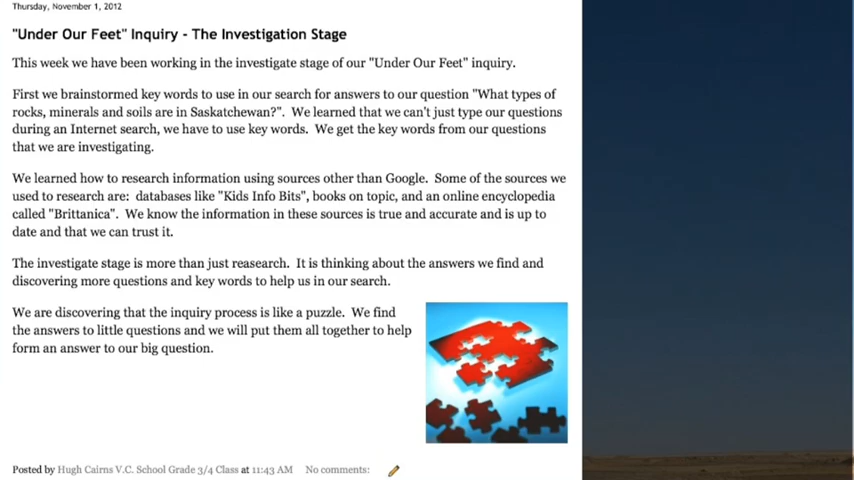 Thursday, November 1, 2012
"Under Our Feet" Inquiry - The Investigation Stage
This week we have been working in the investigate stage of our "Under Our Feet" inquiry.
First we brainstormed key words to use in our search for answers to our question "What types of
rocks, minerals and soils are in Saskatchewan?".  We learned that we can't just type our questions
during an Internet search, we have to use key words.  We get the key words from our questions
that we are investigating.
We learned how to research information using sources other than Google.  Some of the sources we
used to research are:  databases like "Kids Info Bits", books on topic, and an online encyclopedia
called "Brittanica".  We know the information in these sources is true and accurate and is up to
date and that we can trust it.
The investigate stage is more than just reasearch.  It is thinking about the answers we find and
discovering more questions and key words to help us in our search.
We are discovering that the inquiry process is like a puzzle.  We find
the answers to little questions and we will put them all together to help
form an answer to our big question.
Posted by Hugh Cairns V.C. School Grade 3/4 Class at 11:43 AM No comments: